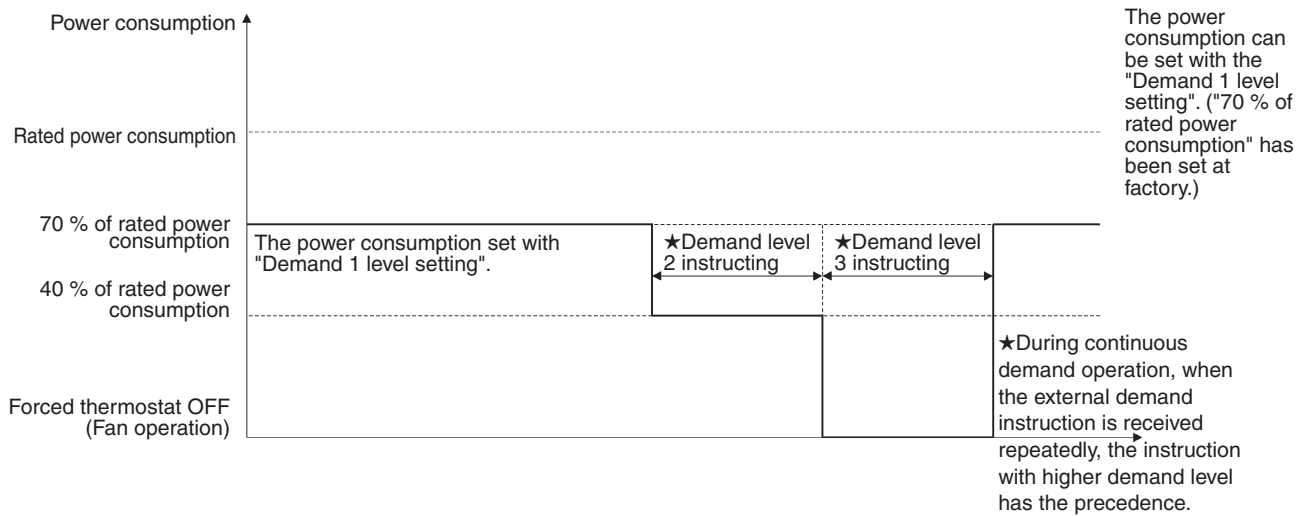 Power consumption
The power
consumption can
be set with the
"Demand 1 level
setting". ("70 % of
rated power
consumption" has
been set at
factory.)
Rated power consumption
70 % of rated power
consumption
The power consumption set with
"Demand 1 level setting".
★Demand level
2 instructing
★Demand level
3 instructing
40 % of rated power
consumption
★During continuous
demand operation, when
the external demand
instruction is received
repeatedly, the instruction
with higher demand level
has the precedence.
Forced thermostat OFF
(Fan operation)